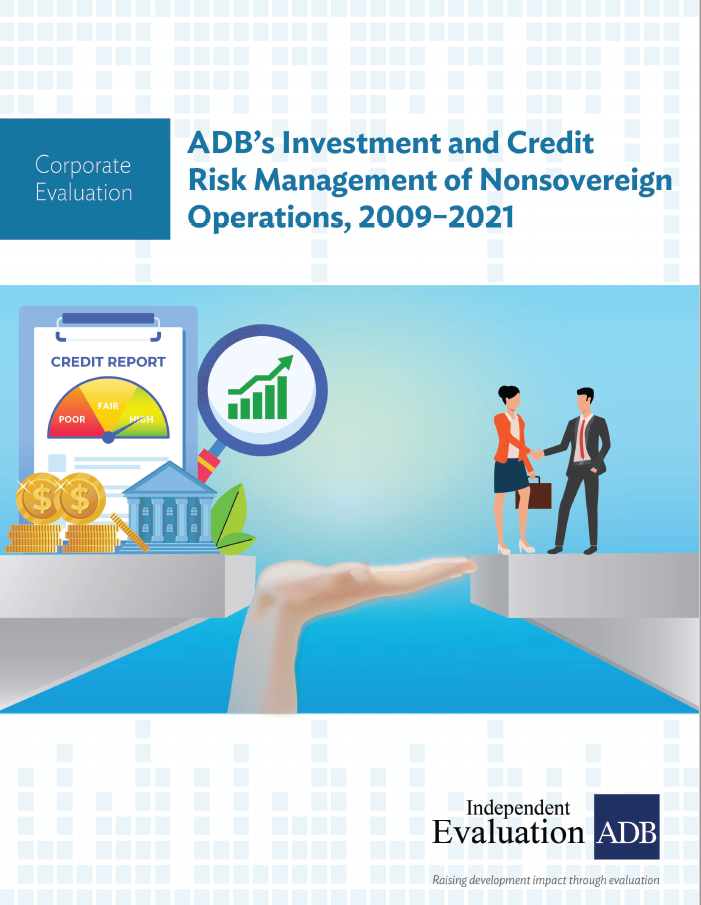 Corporate
Evaluation
ADB’s Investment and Credit
Risk Management of Nonsovereign
Operations, 2009–2021
CREDIT REPORT
POOR
FAIR
HIGH
$ $
Independent
Evaluation
ADB
Raising development impact through evaluation